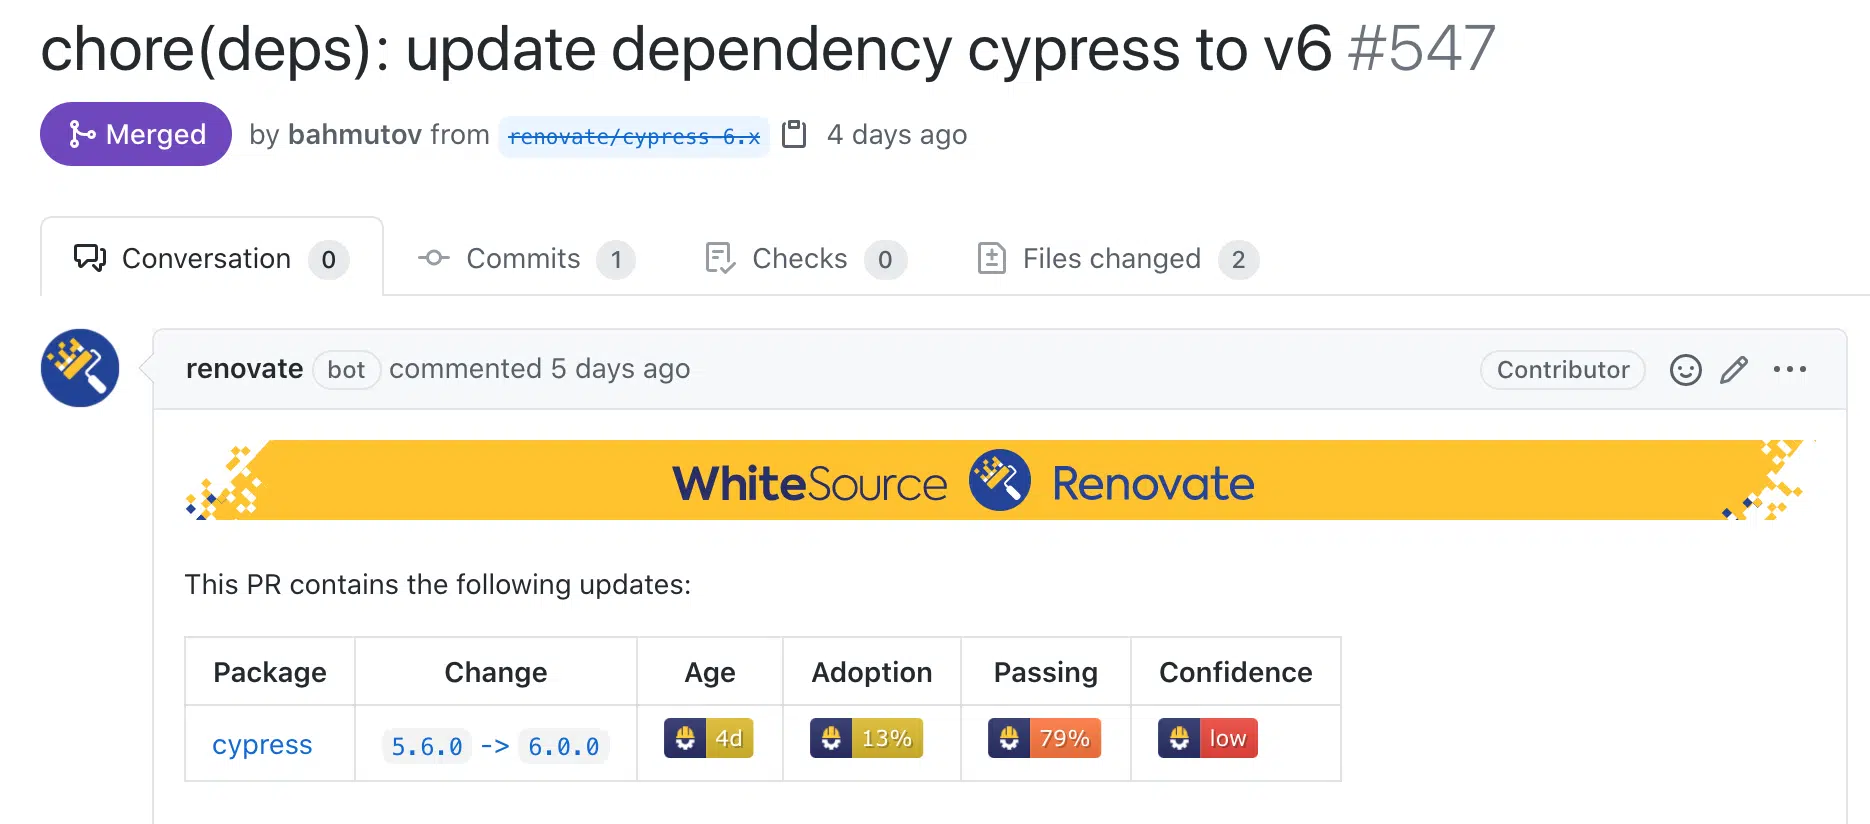 chore(deps): update dependency cypress to v6 #547
Merged by bahmutov from renovate/cypress-6.x 4 days ago
Conversation 0 Commits 1 Checks 0 Files changed 2
renovate bot commented 5 days ago Contributor
WhiteSource Renovate
This PR contains the following updates:
Package Change Age Adoption Passing Confidence
cypress 5.6.0 -> 6.0.0 4d 13% 79% low